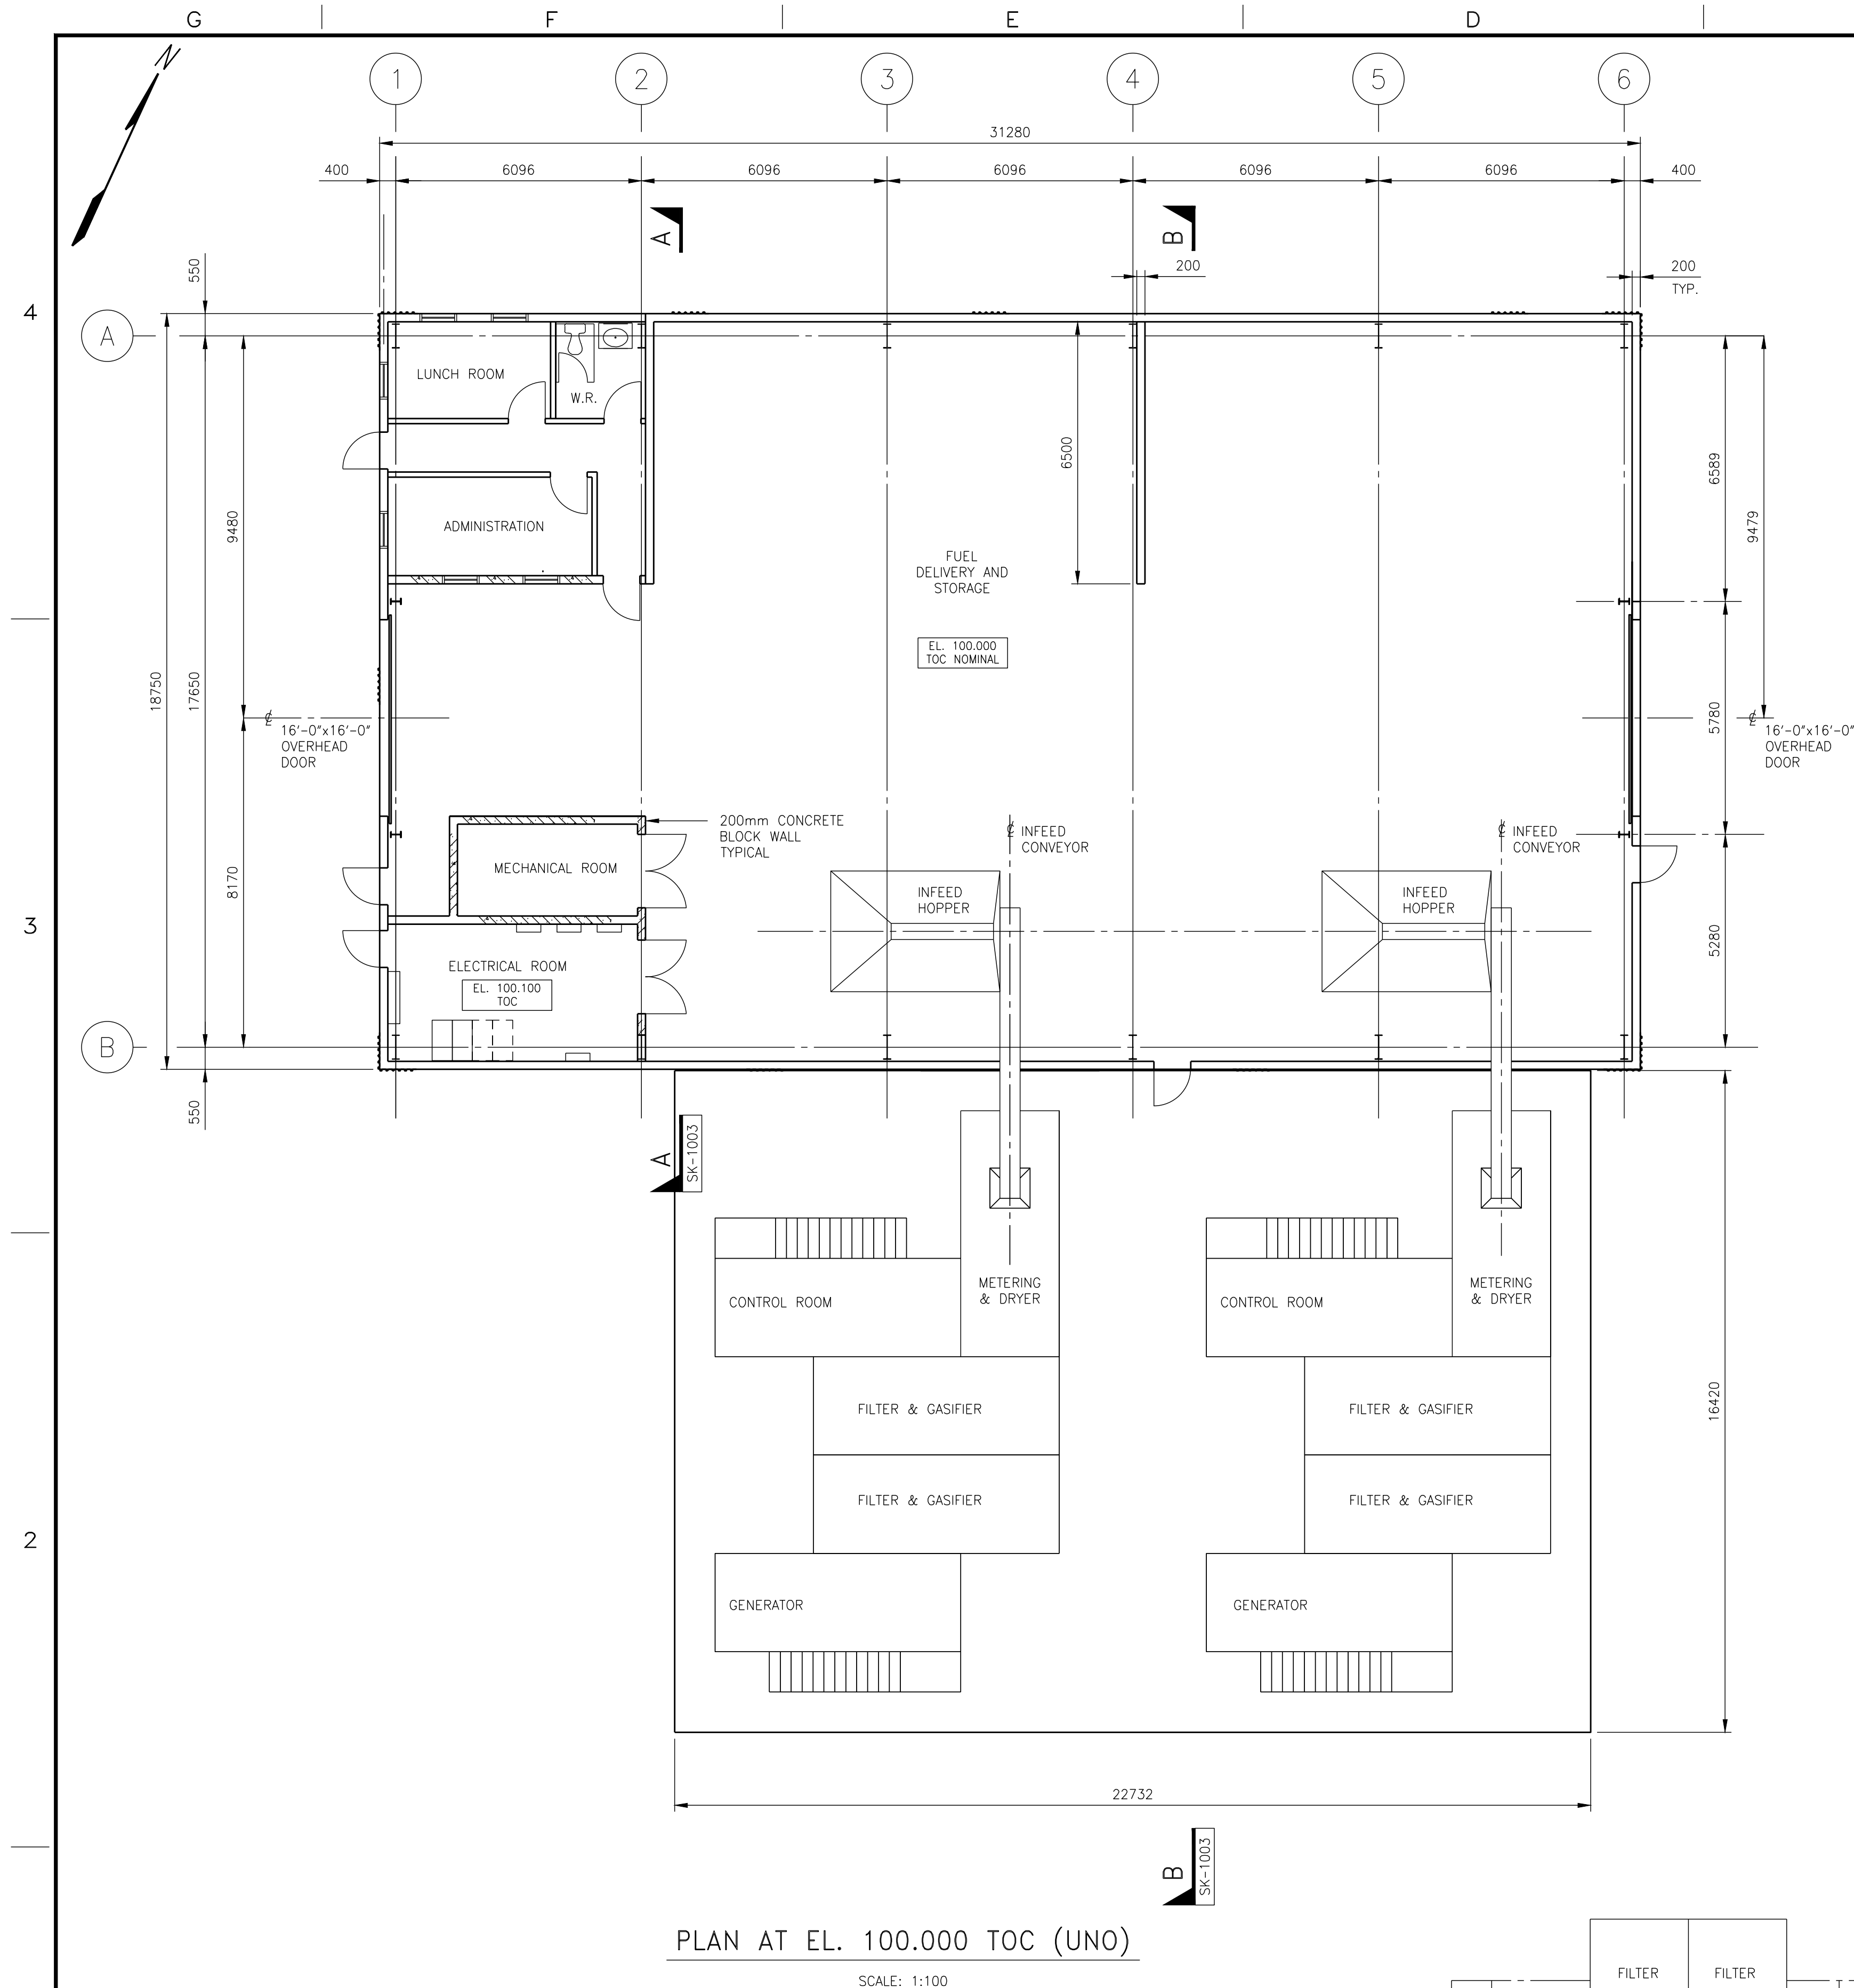 G F E D
N
1 2 3 4 5 6
31280
400 6096 6096 6096 6096 6096 400
A B
550 200 200
TYP.
4
A
LUNCH ROOM
W.R.
6500
6589
9480
9479
ADMINISTRATION
FUEL
DELIVERY AND
STORAGE
EL. 100.000
TOC NOMINAL
18750
17650
5780
℄
16'-0"x16'-0"
OVERHEAD
DOOR
℄
16'-0"x16'-0"
OVERHEAD
DOOR
200mm CONCRETE
BLOCK WALL
TYPICAL
℄ INFEED
CONVEYOR
℄ INFEED
CONVEYOR
MECHANICAL ROOM
8170
INFEED
HOPPER
INFEED
HOPPER
3
5280
ELECTRICAL ROOM
EL. 100.100
TOC
B
550
A
SK-1003
METERING
& DRYER
METERING
& DRYER
CONTROL ROOM
CONTROL ROOM
16420
FILTER & GASIFIER
FILTER & GASIFIER
FILTER & GASIFIER
FILTER & GASIFIER
2
GENERATOR
GENERATOR
22732
B
SK-1003
PLAN AT EL. 100.000 TOC (UNO)
SCALE: 1:100
FILTER FILTER